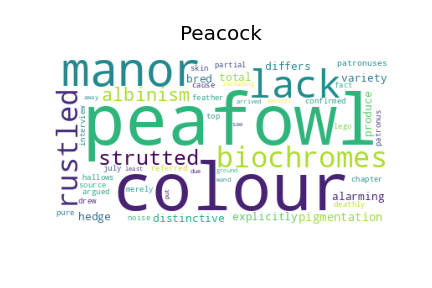 Peacock
skin partial differs patronuses
manor bred total lack variety
cause fact
albinism feather arrived confirmed
away
rustled interview peafowl top saw lego patronus produce
strutted biochromes
july least referred due ground
hallows colour wand chapter
source argued merely put alarming
drew deathly
pure hedge noise distinctive explicitly pigmentation